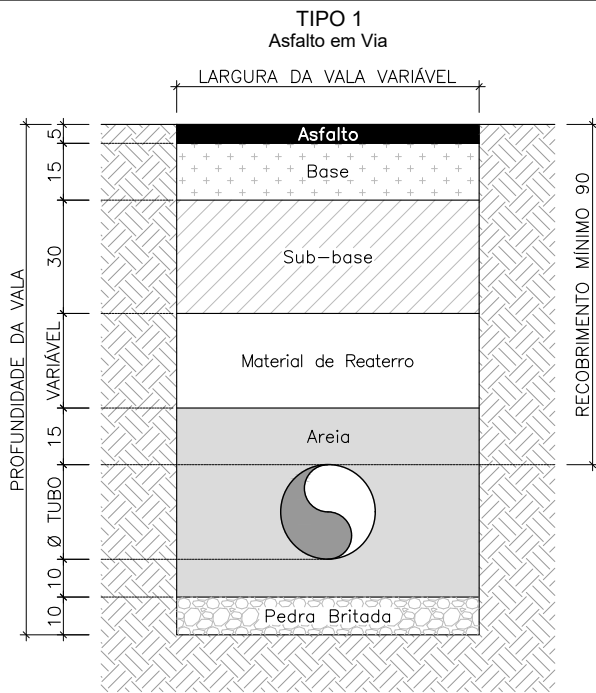 TIPO 1
Asfalto em Via
LARGURA DA VALA VARIÁVEL
PROFUNDIDADE DA VALA
5
15
30
VARIÁVEL
15
Ø TUBO
10
10
Asfalto
Base
Sub-base
Material de Reaterro
Areia
Pedra Britada
RECOBRIMENTO MÍNIMO 90